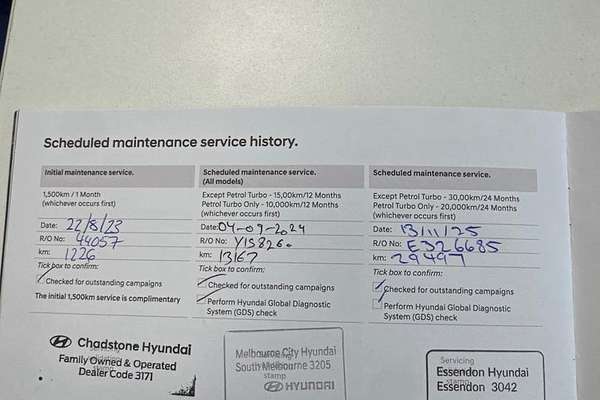 Scheduled maintenance service history.
Initial maintenance service.
1,500km / 1 Month
(whichever occurs first)
Date: 22/8/23
R/O No: 44057
km: 1226
Tick box to confirm:
Checked for outstanding campaigns
The initial 1,500km service is complimentary
Chadstone Hyundai
Family Owned & Operated
Dealer Code 3171
Scheduled maintenance service.
(All models)
Except Petrol Turbo - 15,00km/12 Months
Petrol Turbo Only - 10,000km/12 Months
(whichever occurs first)
Date: 04-09-2024
R/O No: Y158260
km: 13167
Tick box to confirm:
Checked for outstanding campaigns
Perform Hyundai Global Diagnostic
System (GDS) check
Melbourne City Hyundai
South Melbourne 3205
stamp
HYUNDAI
Scheduled maintenance service.
Except Petrol Turbo - 30,00km/24 Months
Petrol Turbo Only - 20,000km/24 Months
(whichever occurs first)
Date: 13/11/25
R/O No: E326685
km: 29497
Tick box to confirm:
Checked for outstanding campaigns
Perform Hyundai Global Diagnostic
System (GDS) check
Servicing
Essendon Hyundai
stamp
Essendon 3042